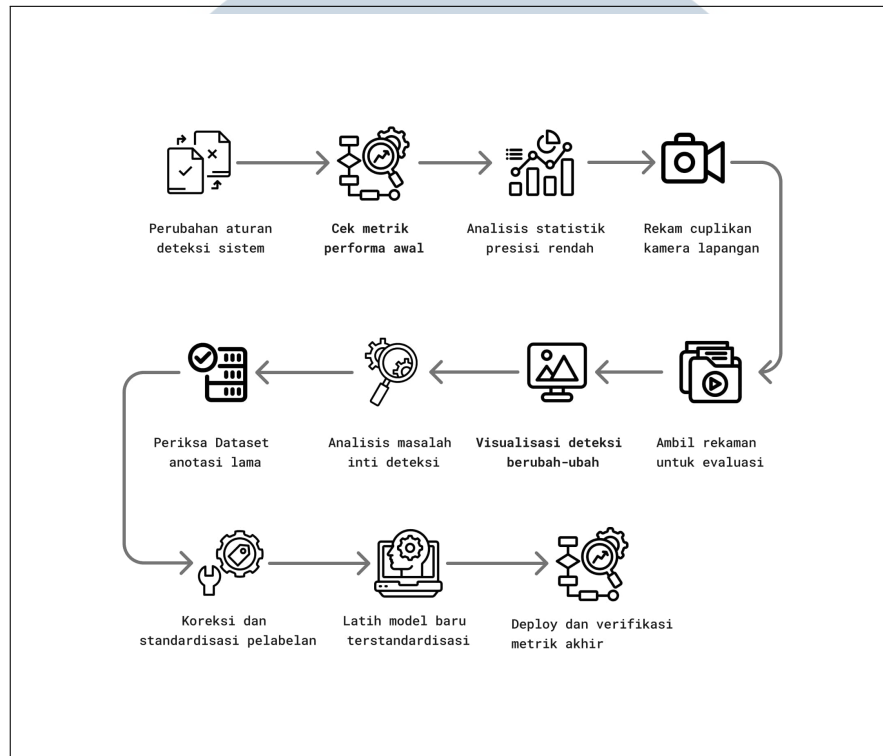 Perubahan aturan
deteksi sistem
Cek metrik
performa awal
Analisis statistik
presisi rendah
Rekam cuplikan
kamera lapangan
Periksa Dataset
anotasi lama
Analisis masalah
inti deteksi
Visualisasi deteksi
berubah-ubah
Ambil rekaman
untuk evaluasi
Koreksi dan
standardisasi pelabelan
Latih model baru
terstandardisasi
Deploy dan verifikasi
metrik akhir